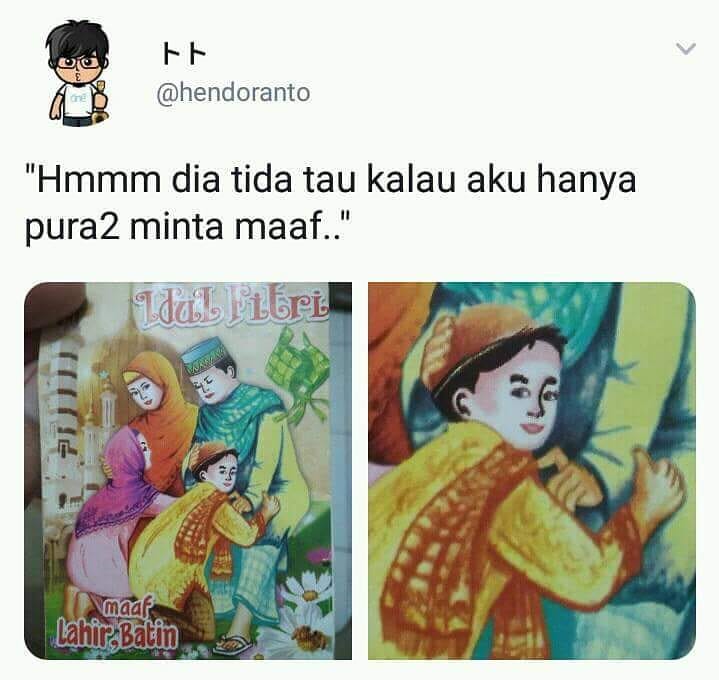 トト
@hendoranto
"Hmmm dia tida tau kalau aku hanya
pura2 minta maaf.."
Idul Fitri
maaf
Lahir, Batin